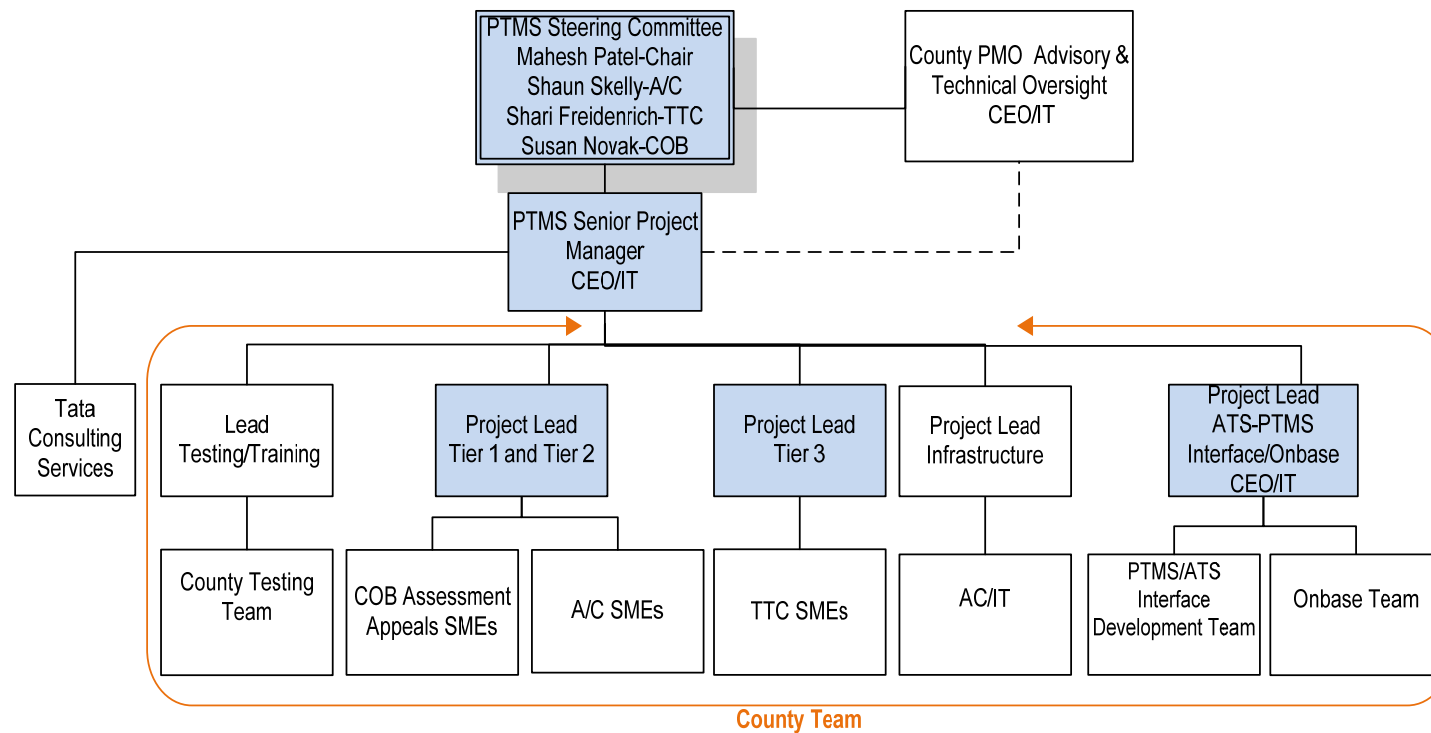 PTMS Steering Committee
Mahesh Patel-Chair
Shaun Skelly-A/C
Shari Freidenrich-TTC
Susan Novak-COB
County PMO  Advisory &
Technical Oversight
CEO/IT
PTMS Senior Project
Manager
CEO/IT
Tata
Consulting
Services
Lead
Testing/Training
Project Lead
Tier 1 and Tier 2
Project Lead
Tier 3
Project Lead
Infrastructure
Project Lead
ATS-PTMS
Interface/Onbase
CEO/IT
County Testing
Team
COB Assessment
Appeals SMEs
A/C SMEs
TTC SMEs
AC/IT
PTMS/ATS
Interface
Development Team
Onbase Team
County Team